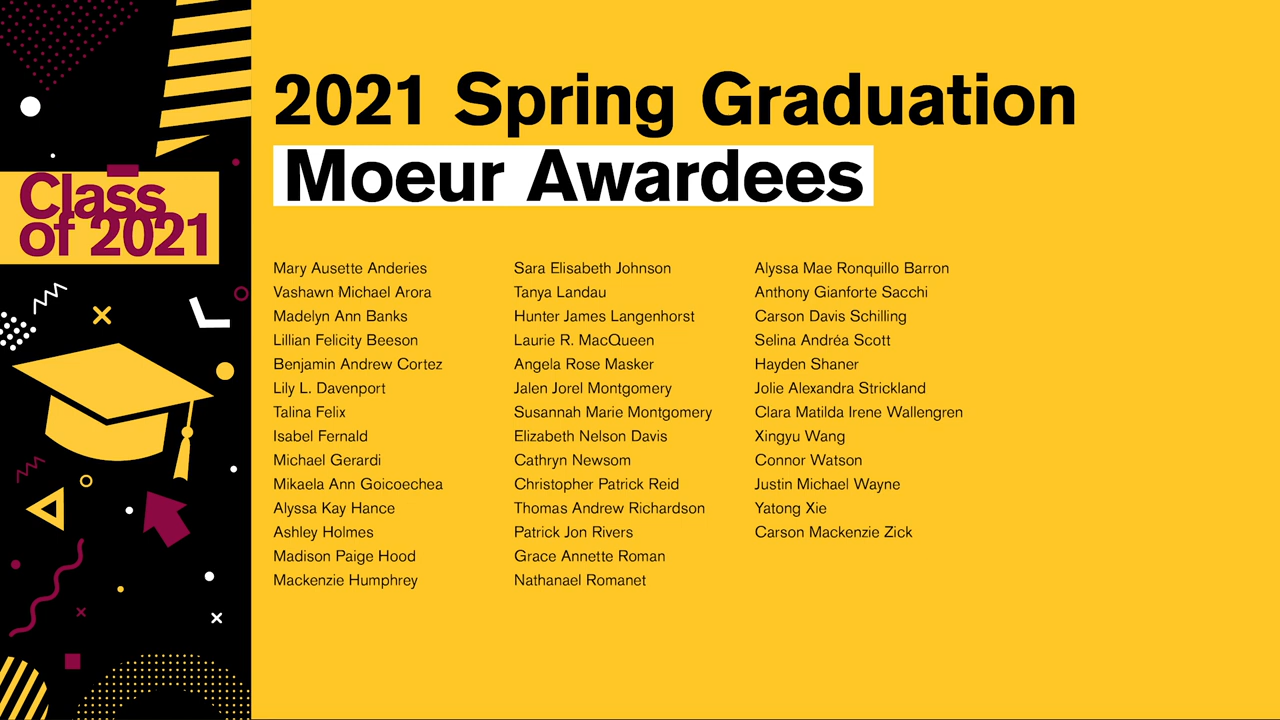 Class
of 2021
2021 Spring Graduation
Moeur Awardees
Mary Ausette Anderies
Vashawn Michael Arora
Madelyn Ann Banks
Lillian Felicity Beeson
Benjamin Andrew Cortez
Lily L. Davenport
Talina Felix
Isabel Fernald
Michael Gerardi
Mikaela Ann Goicoechea
Alyssa Kay Hance
Ashley Holmes
Madison Paige Hood
Mackenzie Humphrey
Sara Elisabeth Johnson
Tanya Landau
Hunter James Langenhorst
Laurie R. MacQueen
Angela Rose Masker
Jalen Jorel Montgomery
Susannah Marie Montgomery
Elizabeth Nelson Davis
Cathryn Newsom
Christopher Patrick Reid
Thomas Andrew Richardson
Patrick Jon Rivers
Grace Annette Roman
Nathanael Romanet
Alyssa Mae Ronquillo Barron
Anthony Gianforte Sacchi
Carson Davis Schilling
Selina Andréa Scott
Hayden Shaner
Jolie Alexandra Strickland
Clara Matilda Irene Wallengren
Xingyu Wang
Connor Watson
Justin Michael Wayne
Yatong Xie
Carson Mackenzie Zick